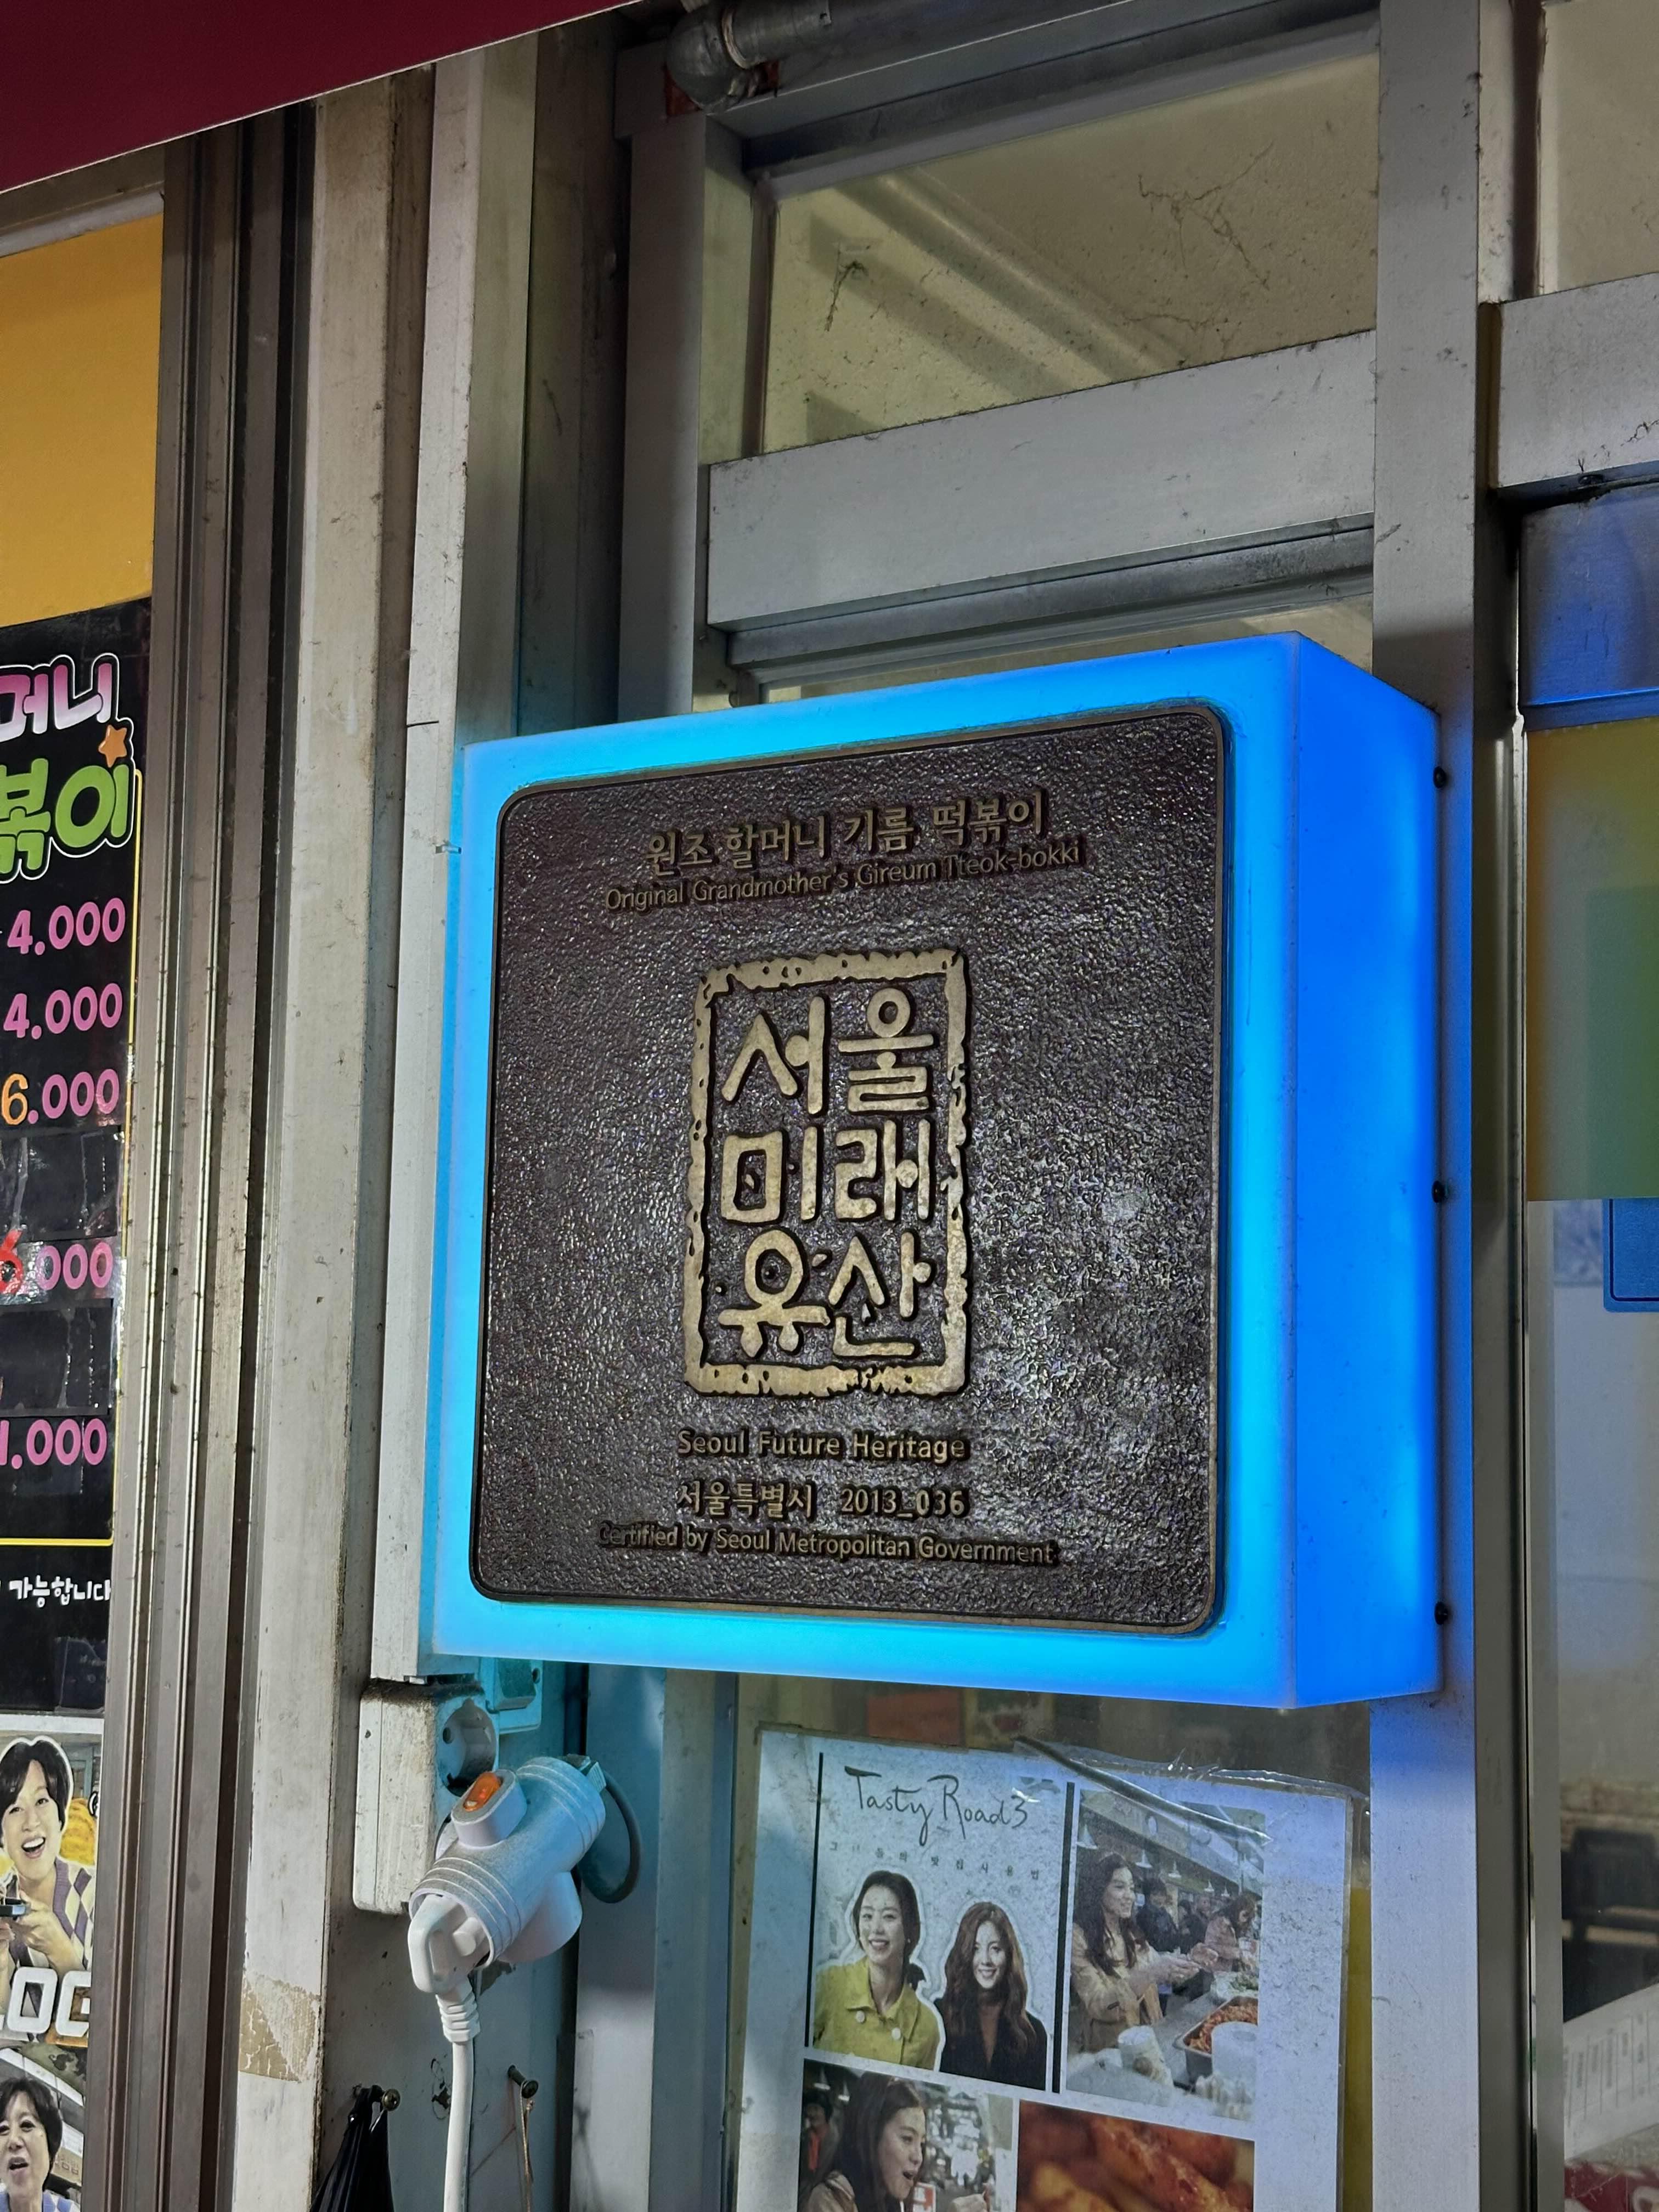 머니
볶이
4.000
4.000
6.000
6.000
1.000
가능합니다
원조 할머니 기름 떡볶이
Original Grandmother's Gireum Tteok-bokki
서울
미래
유산
Seoul Future Heritage
서울특별시 2013_036
Certified by Seoul Metropolitan Government
Tasty Road3